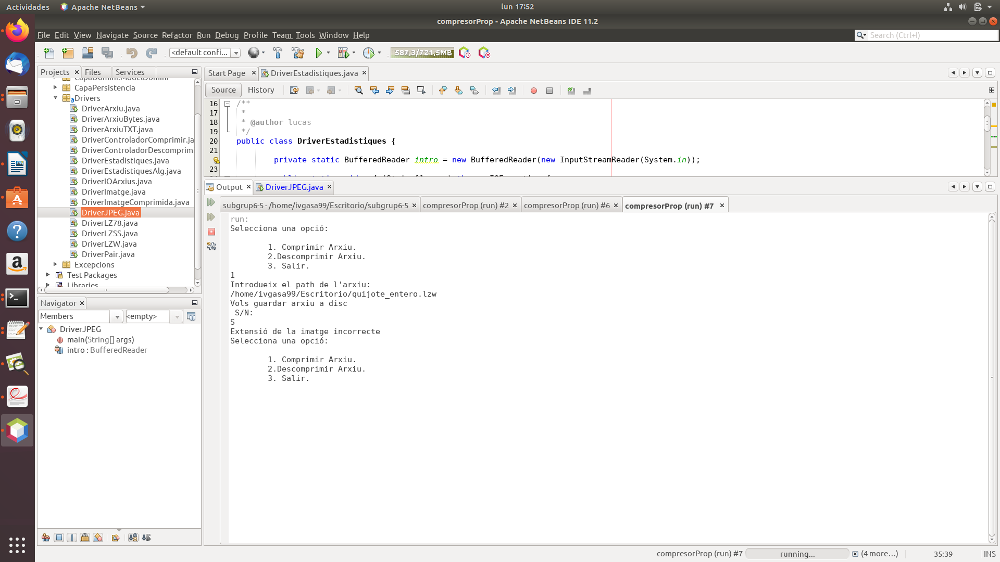 Actividades
Apache NetBeans
lun 17:52
compresorProp - Apache NetBeans IDE 11.2
File Edit View Navigate Source Refactor Run Debug Profile Team Tools Window Help
Search (Ctrl+I)
<default confi...
587,3/721,5MB
Projects
Files
Services
CapaDomini.ModelDomini
CapaPersistencia
Drivers
DriverArxiu.java
DriverArxiuBytes.java
DriverArxiuTXT.java
DriverControladorComprimir.ja
DriverControladorDescomprimi
DriverEstadistiques.java
DriverEstadistiquesAlg.java
DriverIOArxius.java
DriverImatge.java
DriverImatgeComprimida.java
DriverJPEG.java
DriverLZ78.java
DriverLZSS.java
DriverLZW.java
DriverPair.java
Excepcions
Test Packages
Libraries
Navigator
Members
<empty>
DriverJPEG
main(String[] args)
intro : BufferedReader
Start Page
DriverEstadistiques.java
Source
History
16 /**
17 *
18 * @author lucas
19 */
20 public class DriverEstadistiques {
21
private static BufferedReader intro = new BufferedReader(new InputStreamReader(System.in));
23
Output
DriverJPEG.java
subgrup6-5 - /home/ivgasa99/Escritorio/subgrup6-5
compresorProp (run) #2
compresorProp (run) #6
compresorProp (run) #7
run:
Selecciona una opció:
1. Comprimir Arxiu.
2.Descomprimir Arxiu.
3. Salir.
1
Introdueix el path de l'arxiu:
/home/ivgasa99/Escritorio/quijote_entero.lzw
Vols guardar arxiu a disc
S/N:
S
Extensió de la imatge incorrecte
Selecciona una opció:
1. Comprimir Arxiu.
2.Descomprimir Arxiu.
3. Salir.
compresorProp (run) #7
running...
(4 more...)
35:39
INS